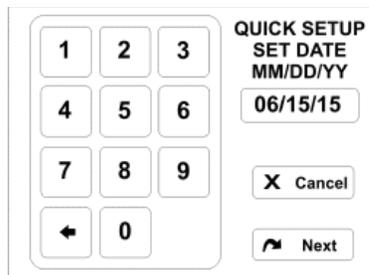 1 2 3
4 5 6
7 8 9
0
QUICK SETUP
SET DATE
MM/DD/YY
06/15/15
X Cancel
Next